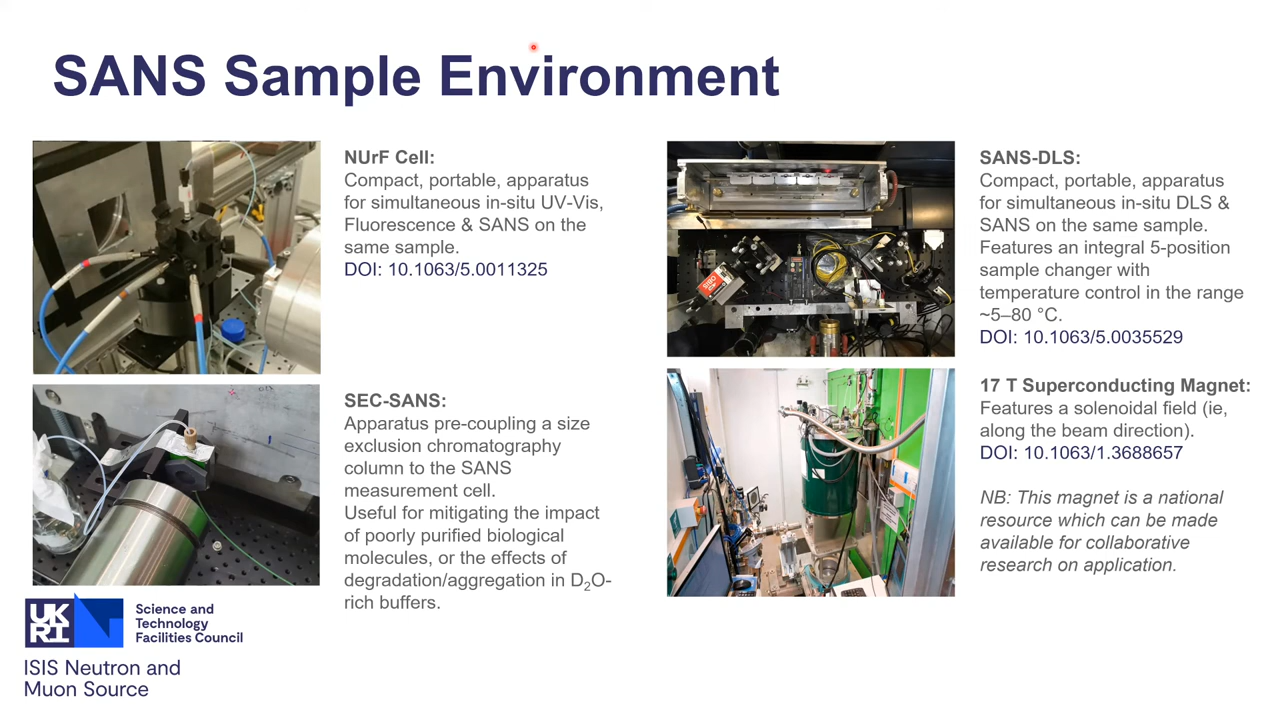 SANS Sample Environment
NUrF Cell:
Compact, portable, apparatus
for simultaneous in-situ UV-Vis,
Fluorescence & SANS on the
same sample.
DOI: 10.1063/5.0011325
SEC-SANS:
Apparatus pre-coupling a size
exclusion chromatography
column to the SANS
measurement cell.
Useful for mitigating the impact
of poorly purified biological
molecules, or the effects of
degradation/aggregation in D₂O-
rich buffers.
SANS-DLS:
Compact, portable, apparatus
for simultaneous in-situ DLS &
SANS on the same sample.
Features an integral 5-position
sample changer with
temperature control in the range
~5–80 °C.
DOI: 10.1063/5.0035529
17 T Superconducting Magnet:
Features a solenoidal field (ie,
along the beam direction).
DOI: 10.1063/1.3688657
NB: This magnet is a national
resource which can be made
available for collaborative
research on application.
UK
RI
Science and
Technology
Facilities Council
ISIS Neutron and
Muon Source